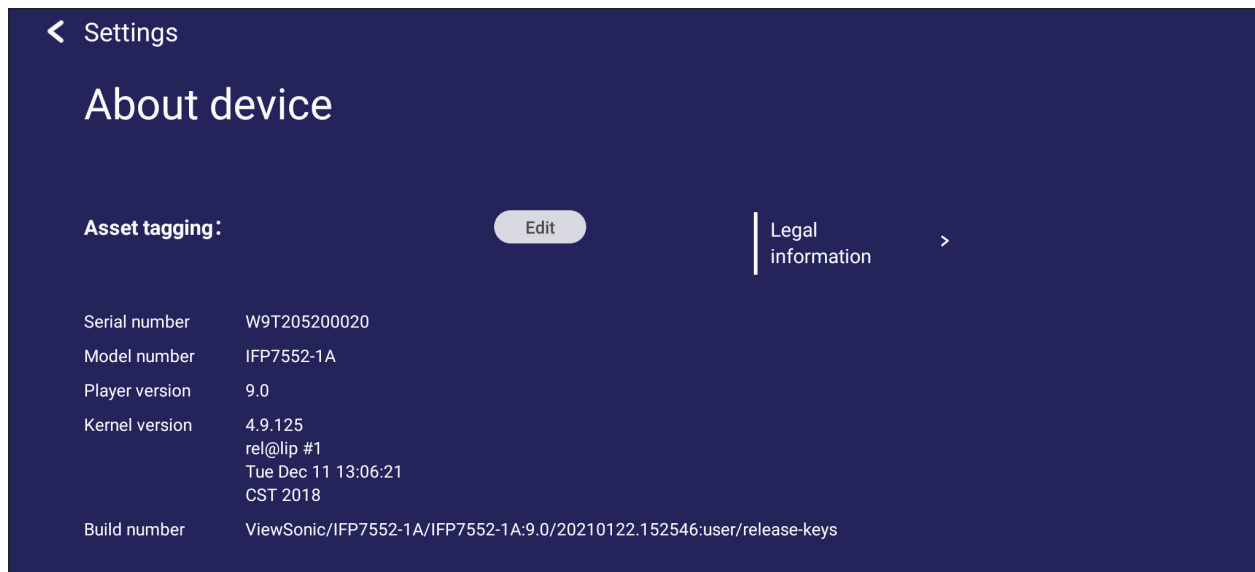 Settings
About device
Asset tagging:
Edit
Legal
information
Serial number W9T205200020
Model number IFP7552-1A
Player version 9.0
Kernel version 4.9.125
rel@lip #1
Tue Dec 11 13:06:21
CST 2018
Build number ViewSonic/IFP7552-1A/IFP7552-1A:9.0/20210122.152546:user/release-keys